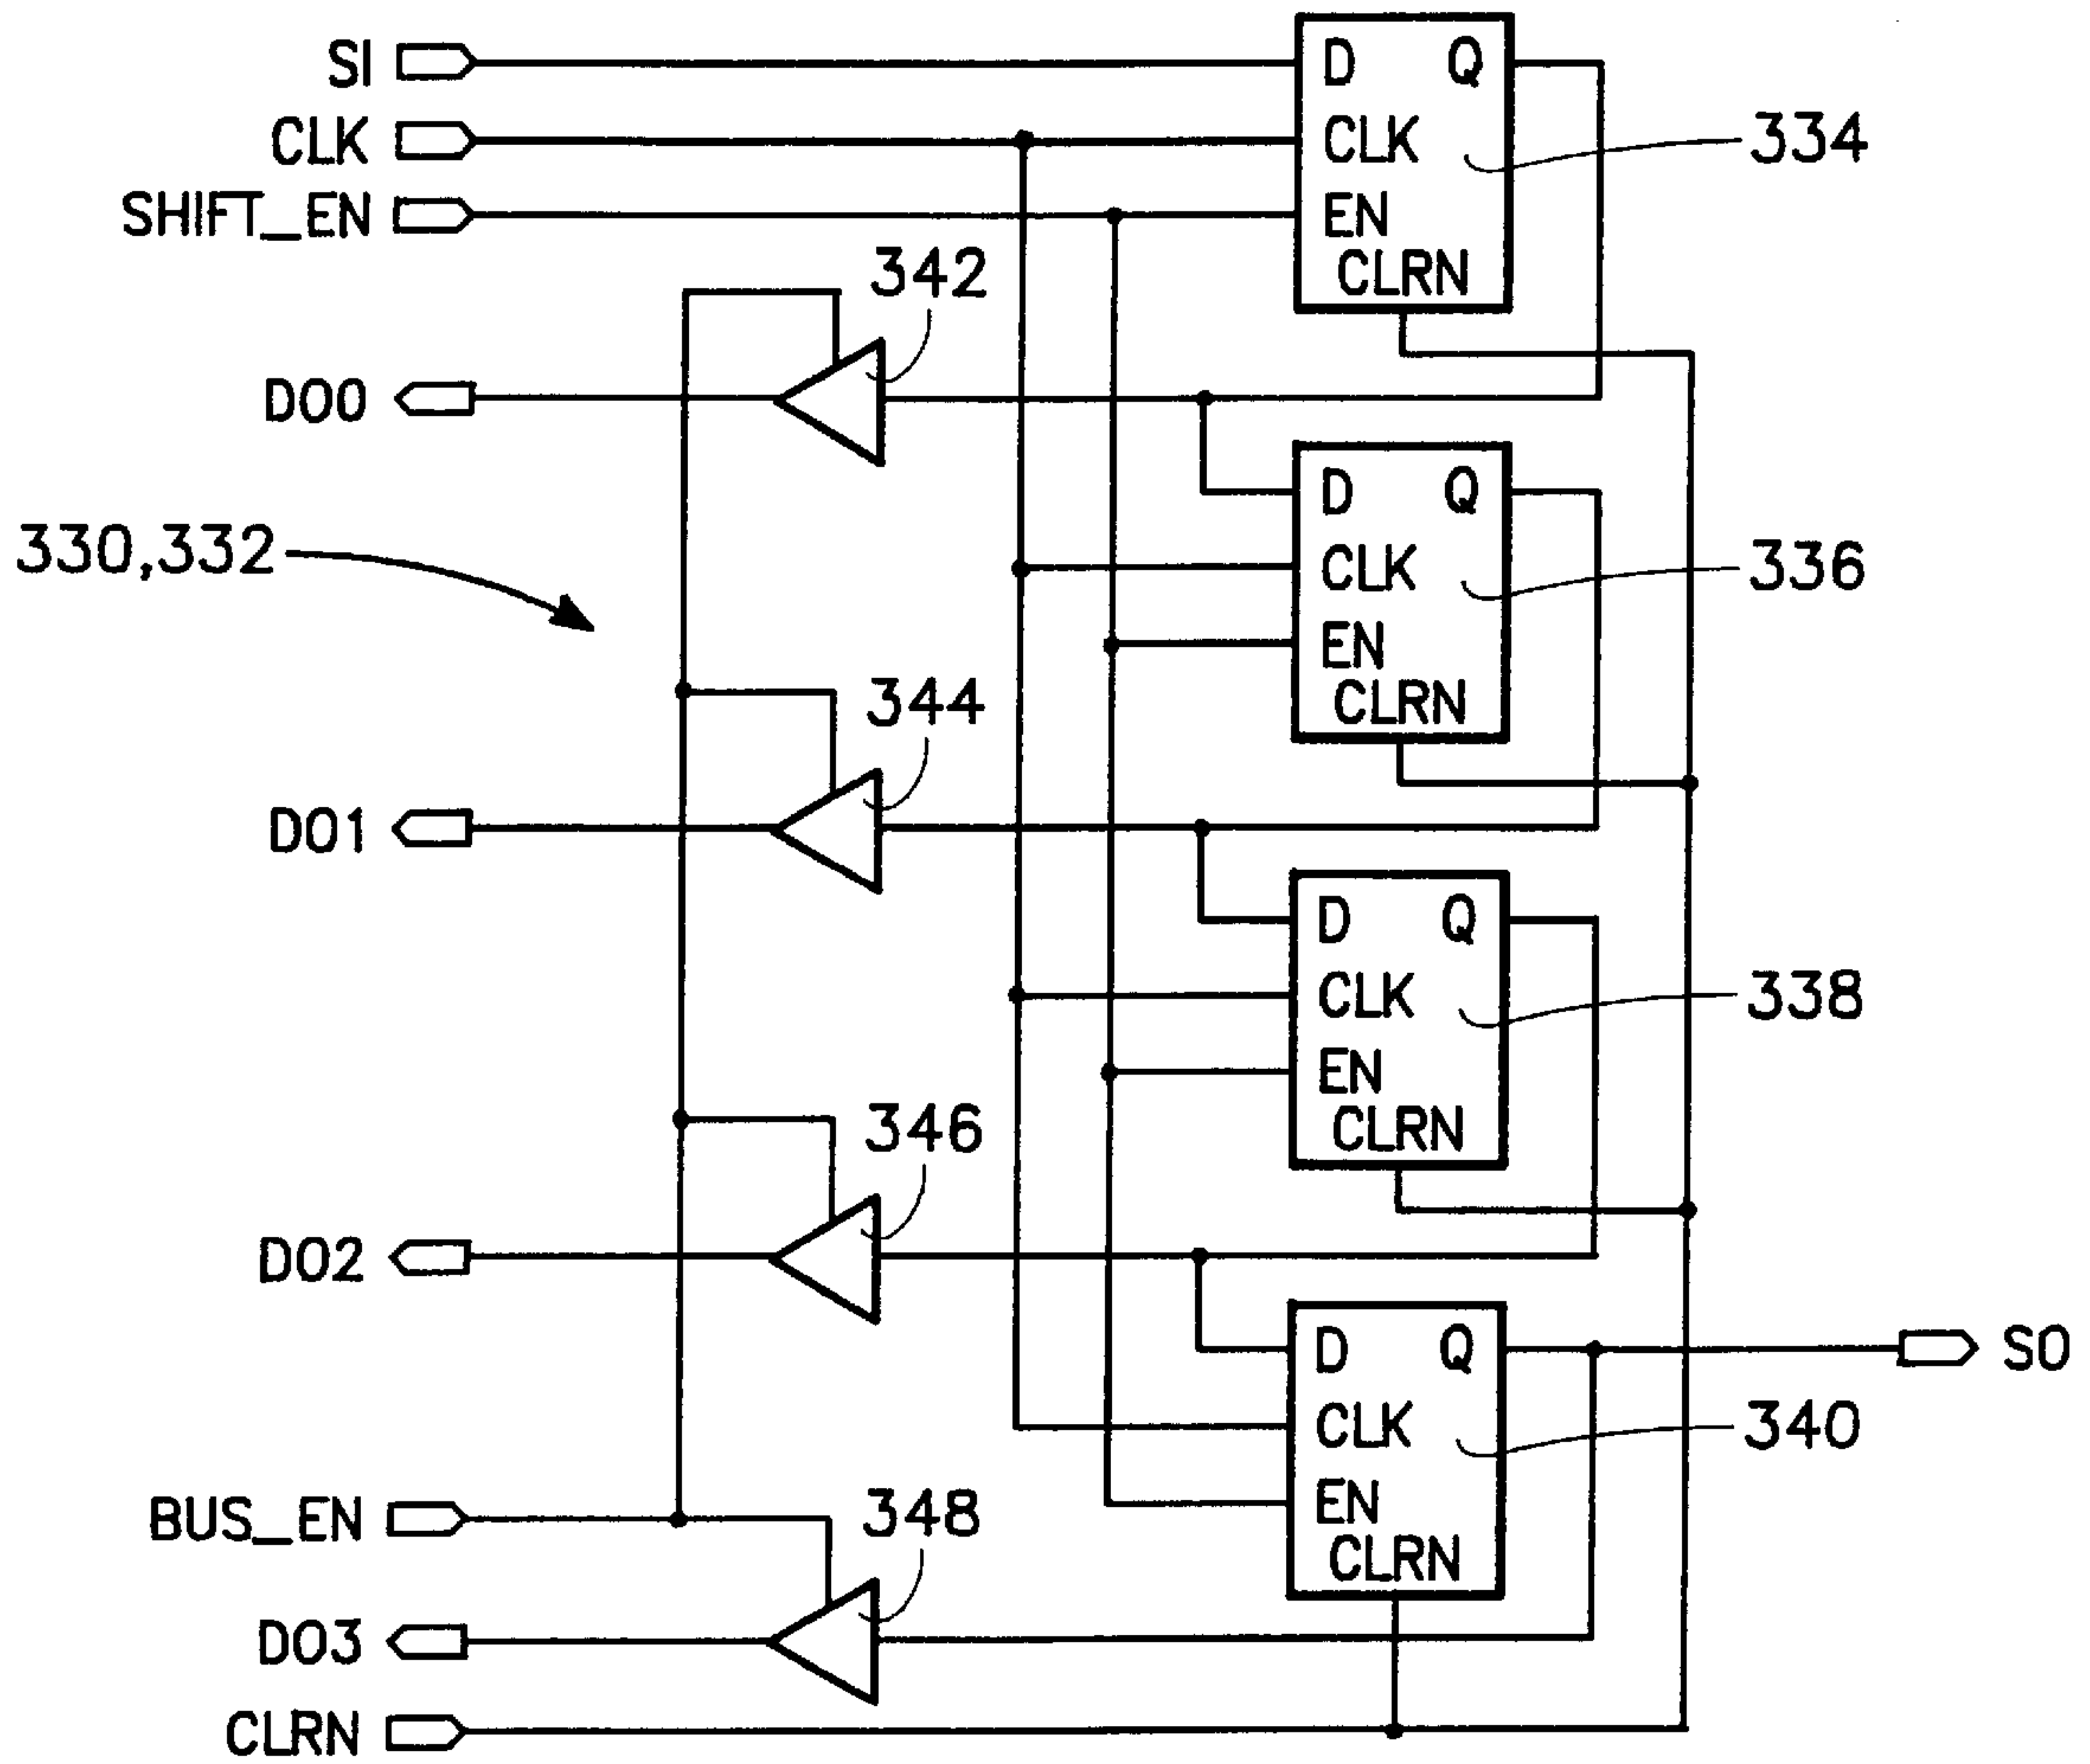 SI
CLK
SHIFT_EN
D Q
CLK
EN
CLRN
334
342
DO0
D Q
CLK
EN
CLRN
336
330,332
344
DO1
D Q
CLK
EN
CLRN
338
346
DO2
D Q
CLK
EN
CLRN
SO
340
BUS_EN
348
DO3
CLRN